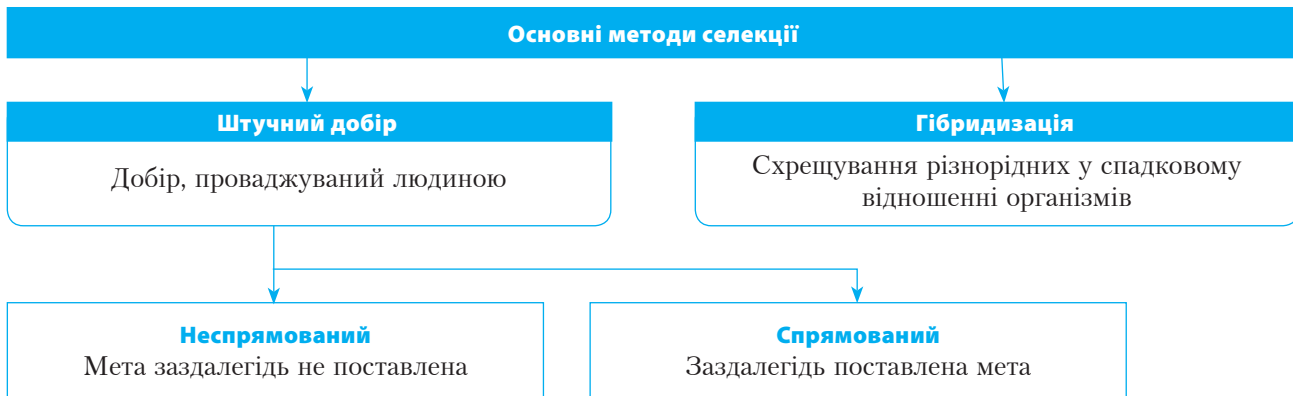 Основні методи селекції
Штучний добір
Добір, проваджуваний людиною
Гібридизація
Схрещування різнорідних у спадковому
відношенні організмів
Неспрямований
Мета заздалегідь не поставлена
Спрямований
Заздалегідь поставлена мета